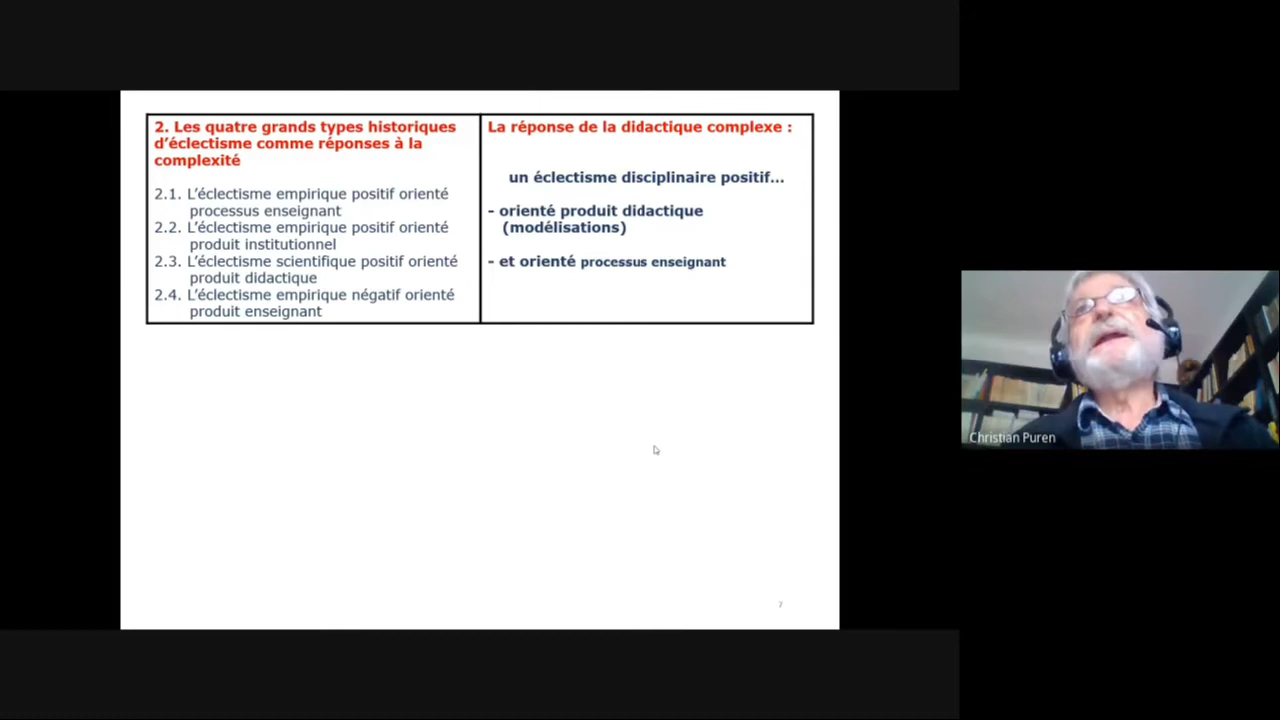 2. Les quatre grands types historiques
d’éclectisme comme réponses à la
complexité
2.1. L’éclectisme empirique positif orienté
processus enseignant
2.2. L’éclectisme empirique positif orienté
produit institutionnel
2.3. L’éclectisme scientifique positif orienté
produit didactique
2.4. L’éclectisme empirique négatif orienté
produit enseignant
La réponse de la didactique complexe :
un éclectisme disciplinaire positif...
- orienté produit didactique
(modélisations)
- et orienté processus enseignant
7
Christian Puren